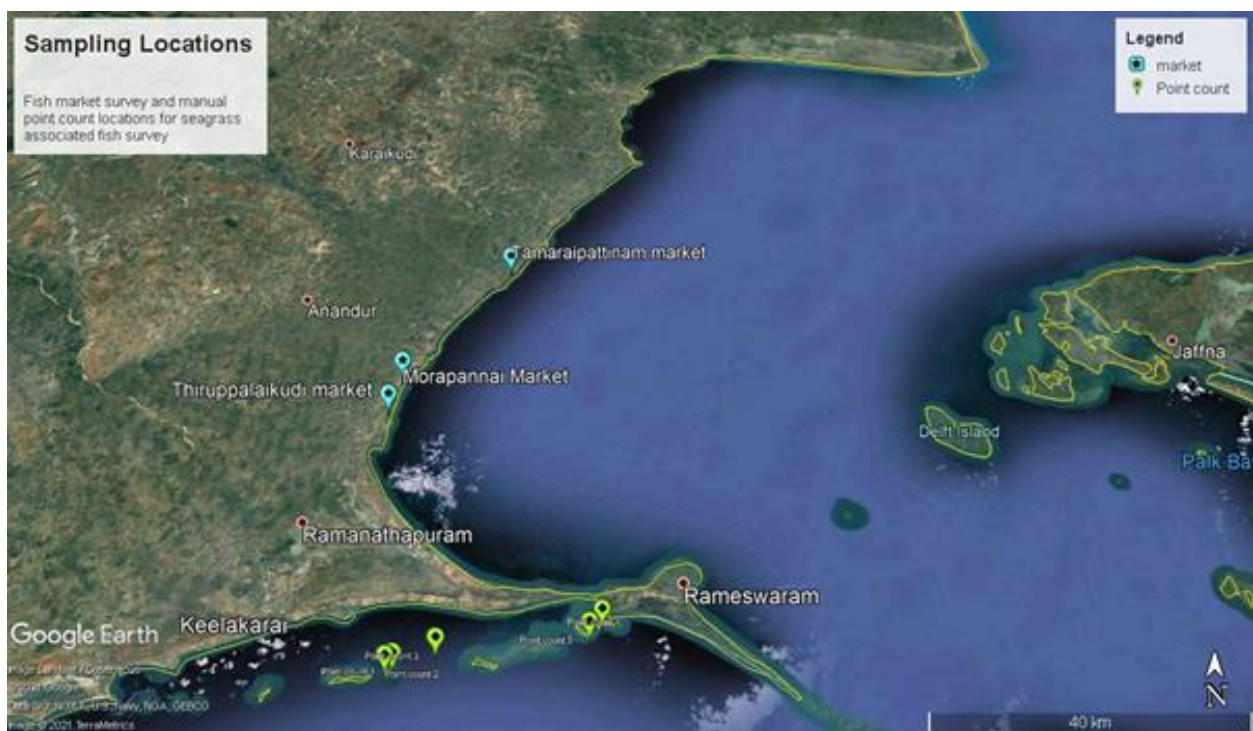 Sampling Locations
Fish market survey and manual
point count locations for seagrass
associated fish survey
Legend
market
Point count
Karaikudi
Tamaraipattinam market
Anandur
Jaffna
Morapannai Market
Thiruppalaikudi market
Delft Island
Palk Ba
Ramanathapuram
Rameswaram
Keelakarai
Google Earth
Point count 5
Point count 2
N
40 km
Image © 2021 TerraMetrics